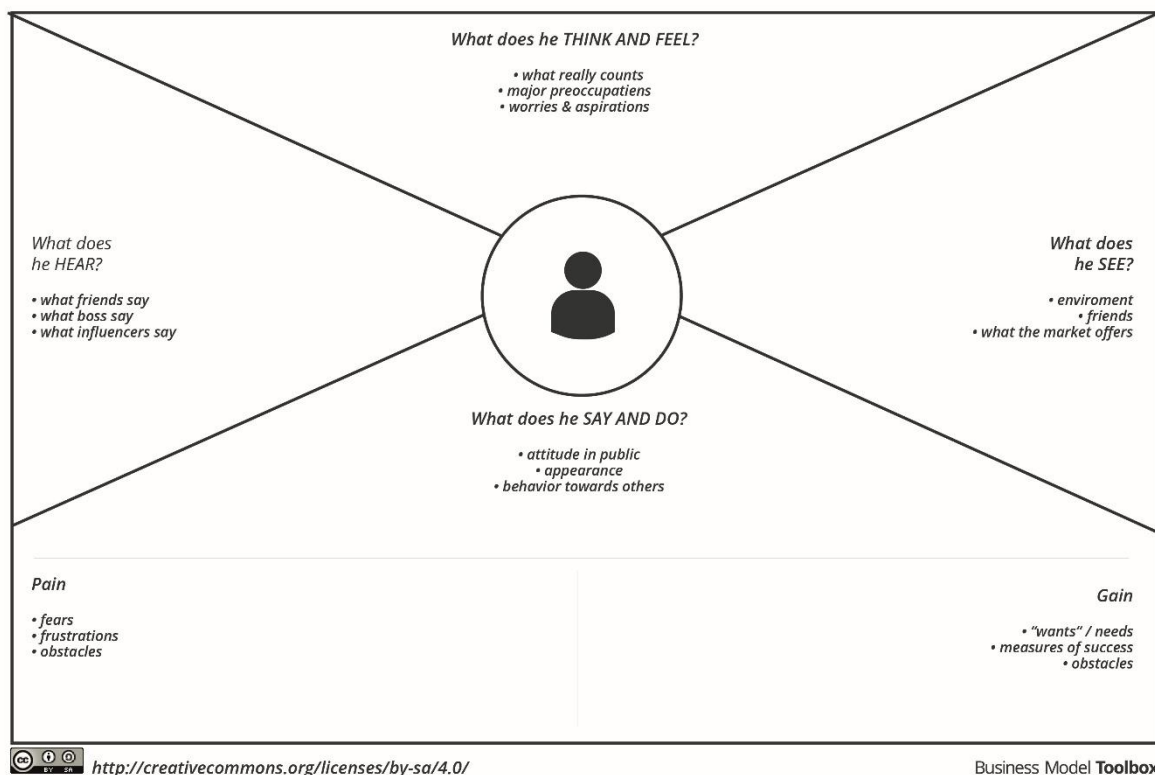 What does he THINK AND FEEL?
• what really counts
• major preoccupatiens
• worries & aspirations
What does
he HEAR?
• what friends say
• what boss say
• what influencers say
What does
he SEE?
• enviroment
• friends
• what the market offers
What does he SAY AND DO?
• attitude in public
• appearance
• behavior towards others
Pain
• fears
• frustrations
• obstacles
Gain
• “wants” / needs
• measures of success
• obstacles
cc BY SA
http://creativecommons.org/licenses/by-sa/4.0/
Business Model Toolbox